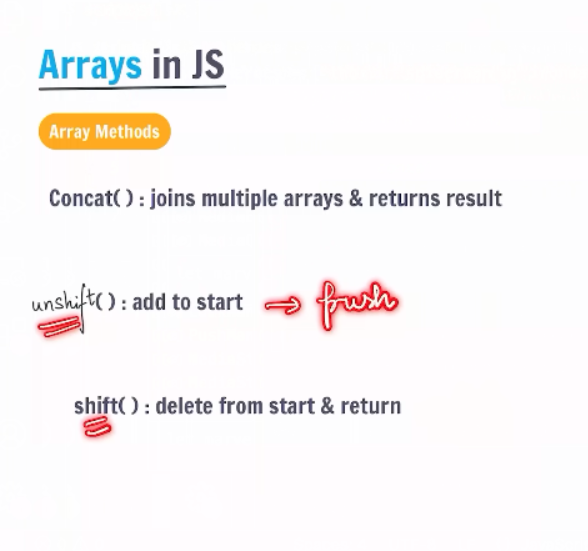 Arrays in JS
Array Methods
Concat( ) : joins multiple arrays & returns result
unshift( ) : add to start → push
shift( ) : delete from start & return